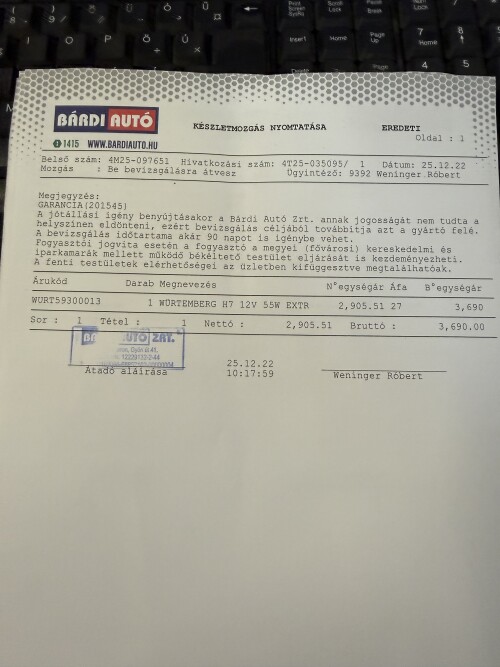 BÁRDI AUTÓ
KÉSZLETMOZGÁS NYOMTATÁSA EREDETI
Oldal : 1
1415 WWW.BARDIAUTO.HU
Belső szám: 4M25-097651 Hivatkozási szám: 4T25-035095/ 1 Dátum: 25.12.22
Mozgás : Be bevizsgálásra átvesz Ügyintéző: 9392 Weninger Róbert
Megjegyzés:
GARANCIA(201545)
A jótállási igény benyújtásakor a Bárdi Autó Zrt. annak jogosságát nem tudta a
helyszínen eldönteni, ezért bevizsgálás céljából továbbítja azt a gyártó felé.
A bevizsgálás időtartama akár 90 napot is igénybe vehet.
Fogyasztói jogvita esetén a fogyasztó a megyei (fővárosi) kereskedelmi és
iparkamarák mellett működő békéltető testület eljárását is kezdeményezheti.
A fenti testületek elérhetőségei az üzletben kifüggesztve megtalálhatóak.
Árukód Darab Megnevezés N°egységár Áfa B°egységár
WURT59300013 1 WÜRTEMBERG H7 12V 55W EXTR 2,905.51 27 3,690
Sor : 1 Tétel : 1 Nettó : 2,905.51 Bruttó : 3,690.00
AUTÓ ZRT.
25.12.22
Átadó aláírása 10:17:59 Weninger Róbert